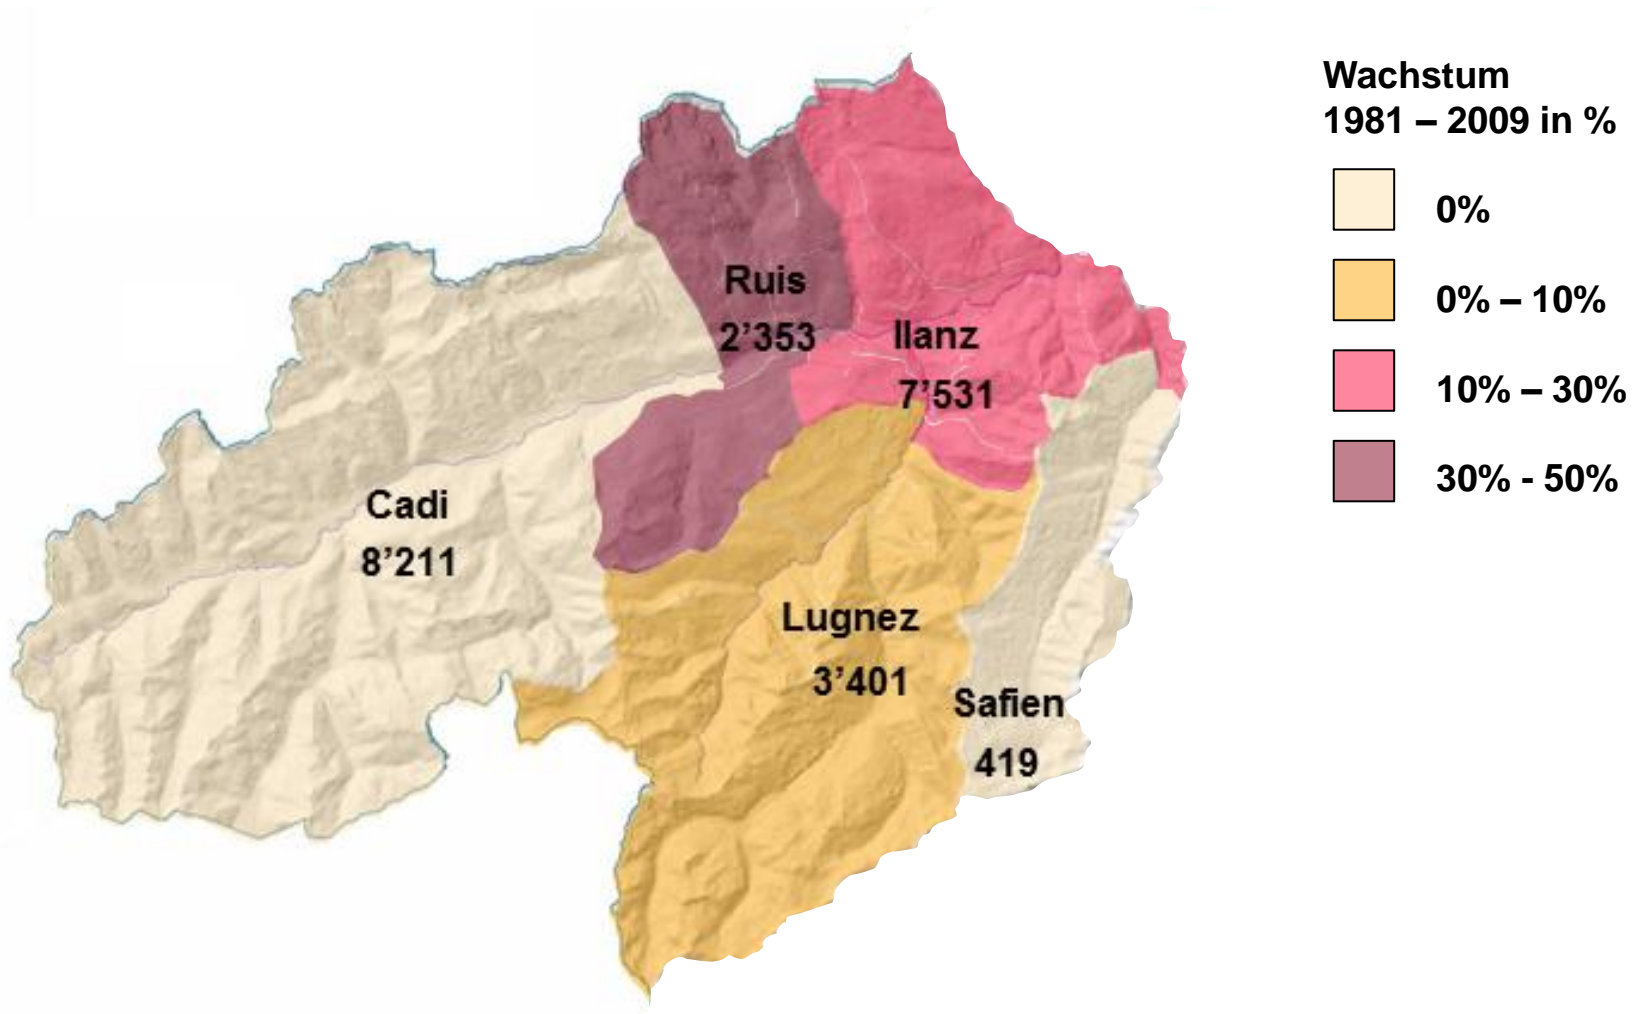 Wachstum
1981 – 2009 in %
0%
0% – 10%
10% – 30%
30% - 50%
Ruis
2’353
Ilanz
7’531
Cadi
8’211
Lugnez
3’401
Safien
419